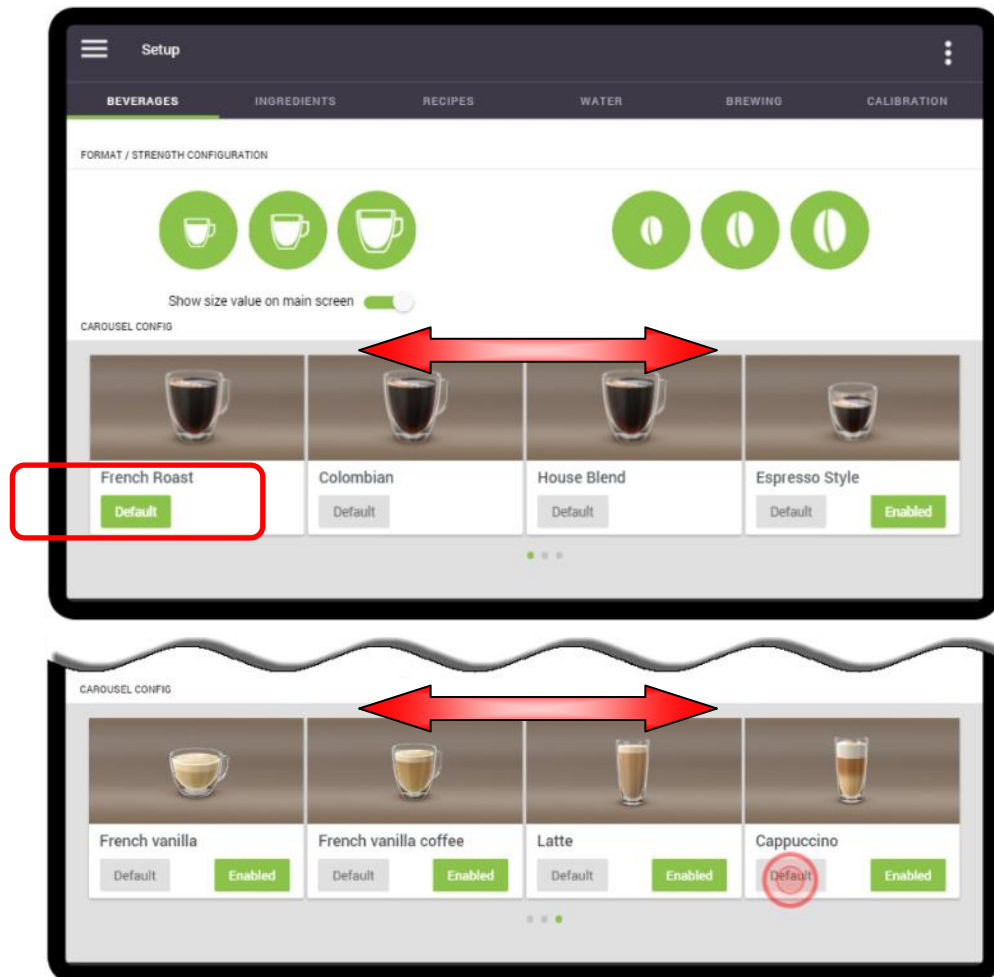 Setup
BEVERAGES INGREDIENTS RECIPES WATER BREWING CALIBRATION
FORMAT / STRENGTH CONFIGURATION
Show size value on main screen
CAROUSEL CONFIG
French Roast Colombian House Blend Espresso Style
Default Default Default Default Enabled
CAROUSEL CONFIG
French vanilla French vanilla coffee Latte Cappuccino
Default Enabled Default Enabled Default Enabled Default Enabled